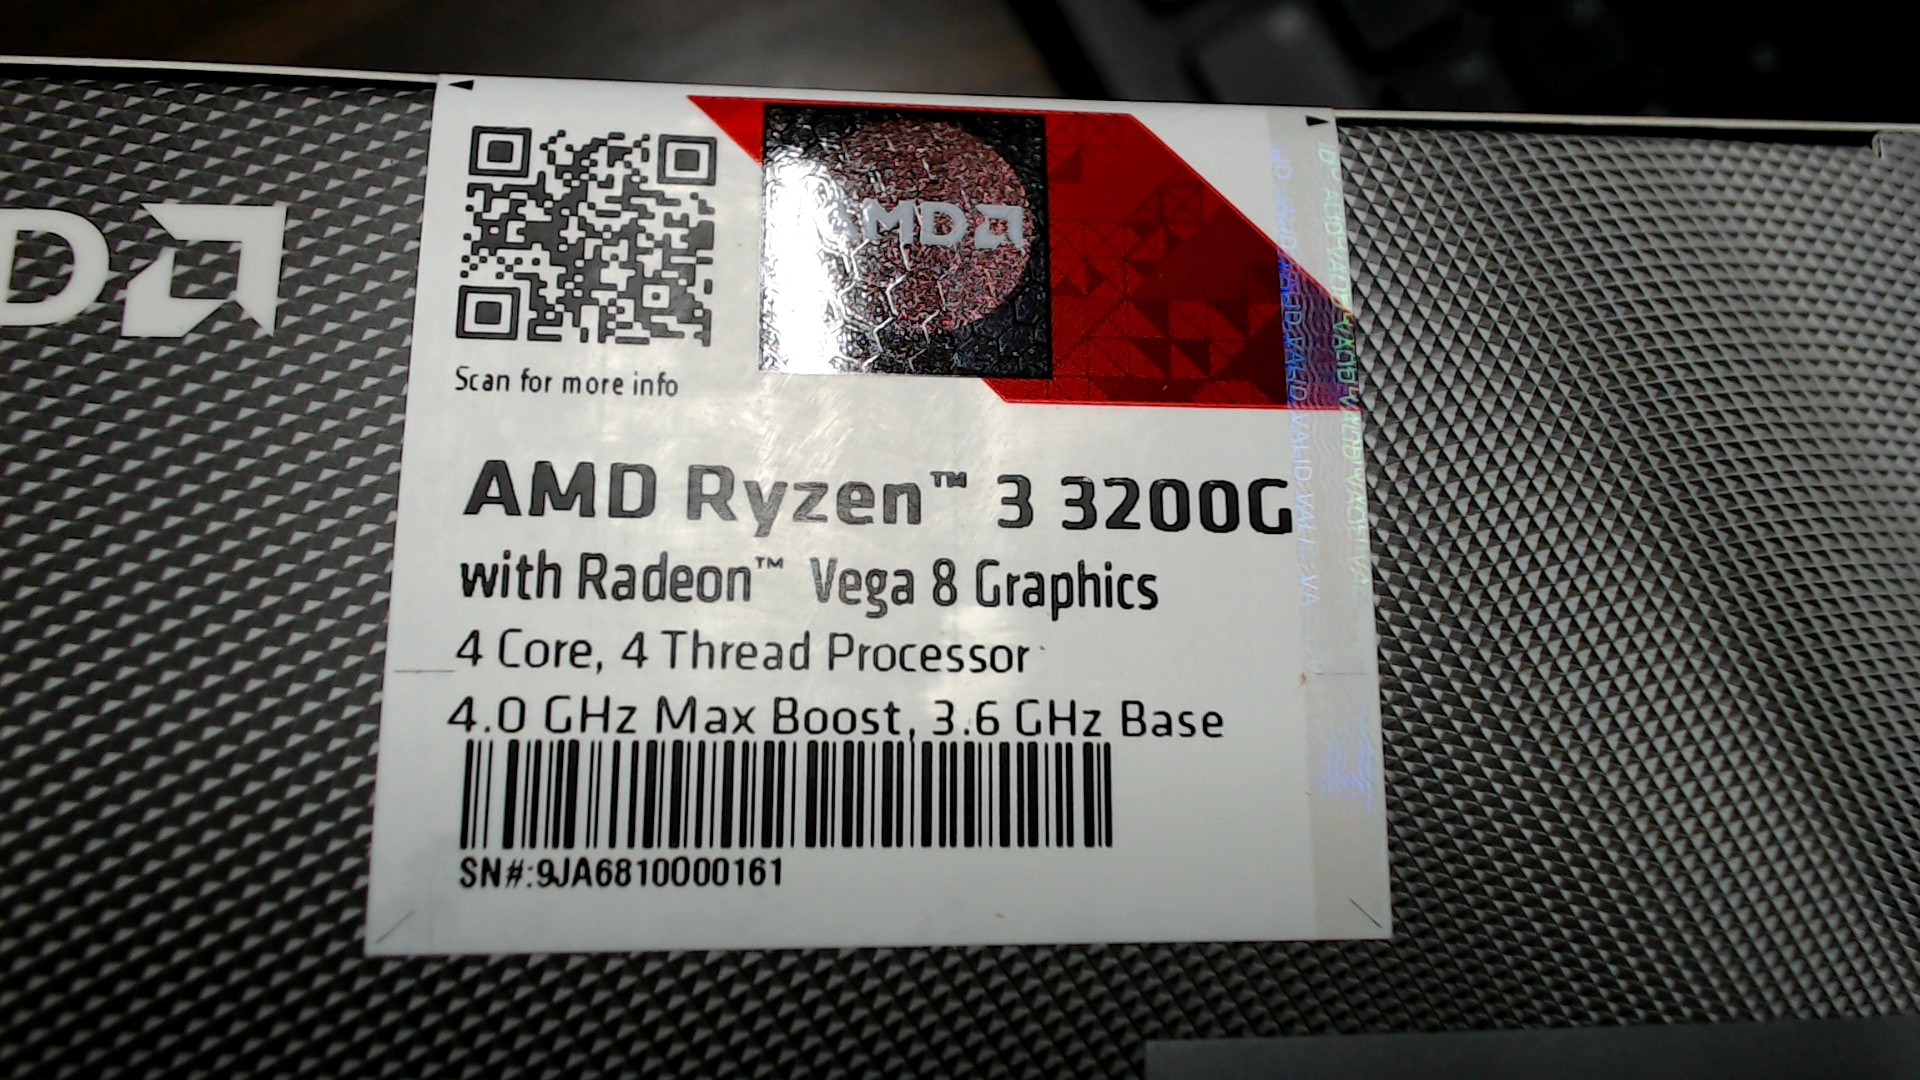 AMD
Scan for more info
AMD Ryzen™ 3 3200G
with Radeon™ Vega 8 Graphics
4 Core, 4 Thread Processor
4.0 GHz Max Boost, 3.6 GHz Base
SN#:9JA6810000161